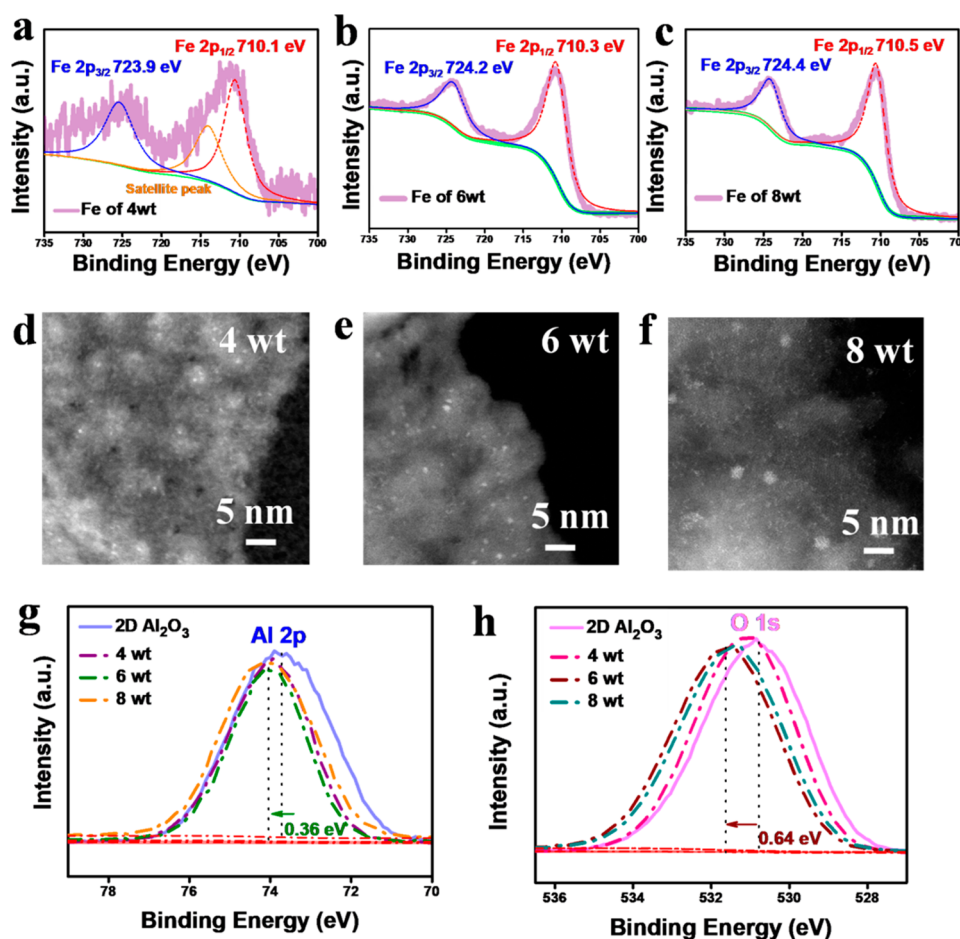 a
Fe 2p1/2 710.1 eV
Fe 2p3/2 723.9 eV
Satellite peak
Fe of 4wt
Intensity (a.u.)
735 730 725 720 715 710 705 700
Binding Energy (eV)
b
Fe 2p1/2 710.3 eV
Fe 2p3/2 724.2 eV
Fe of 6wt
Intensity (a.u.)
735 729 723 717 711 705 700
Binding Energy (eV)
c
Fe 2p1/2 710.5 eV
Fe 2p3/2 724.4 eV
Fe of 8wt
Intensity (a.u.)
735 730 725 720 715 710 705 700
Binding Energy (eV)
d
4 wt
5 nm
e
6 wt
5 nm
f
8 wt
5 nm
g
2D Al2O3
4 wt
6 wt
8 wt
Al 2p
0.36 eV
Intensity (a.u.)
78 76 74 72 70
Binding Energy (eV)
h
2D Al2O3
4 wt
6 wt
8 wt
O 1s
0.64 eV
Intensity (a.u.)
536 534 532 530 528
Binding Energy (eV)